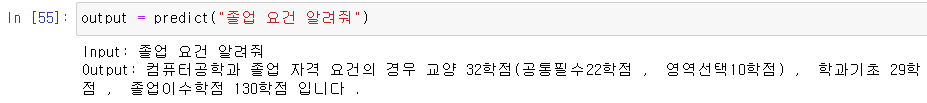 In [55]: output = predict("졸업 요건 알려줘")
Input: 졸업 요건 알려줘
Output: 컴퓨터공학과 졸업 자격 요건의 경우 교양 32학점(공통필수22학점 , 영역선택10학점) , 학과기초 29학
점 , 졸업이수학점 130학점 입니다 .